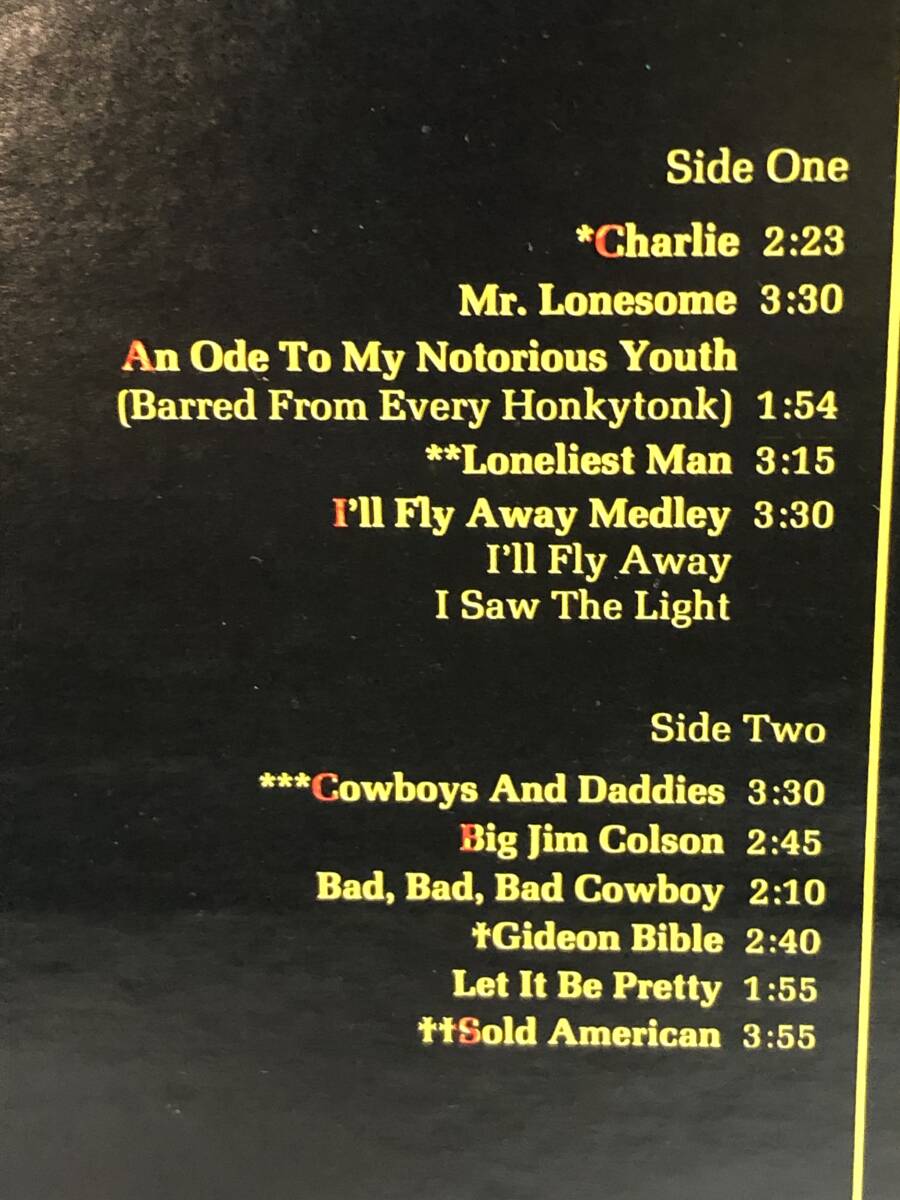 Side One
*Charlie 2:23
Mr. Lonesome 3:30
An Ode To My Notorious Youth
(Barred From Every Honkytonk) 1:54
**Loneliest Man 3:15
I'll Fly Away Medley 3:30
I'll Fly Away
I Saw The Light
Side Two
***Cowboys And Daddies 3:30
Big Jim Colson 2:45
Bad, Bad, Bad Cowboy 2:10
†Gideon Bible 2:40
Let It Be Pretty 1:55
††Sold American 3:55